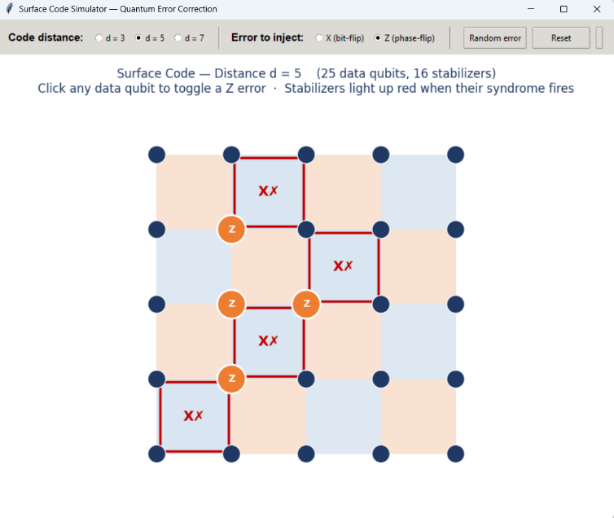 Surface Code Simulator — Quantum Error Correction
Code distance: d = 3 d = 5 d = 7 Error to inject: X (bit-flip) Z (phase-flip) Random error Reset
Surface Code — Distance d = 5 (25 data qubits, 16 stabilizers)
Click any data qubit to toggle a Z error · Stabilizers light up red when their syndrome fires
X✗
Z
X✗
Z Z
X✗
Z
X✗